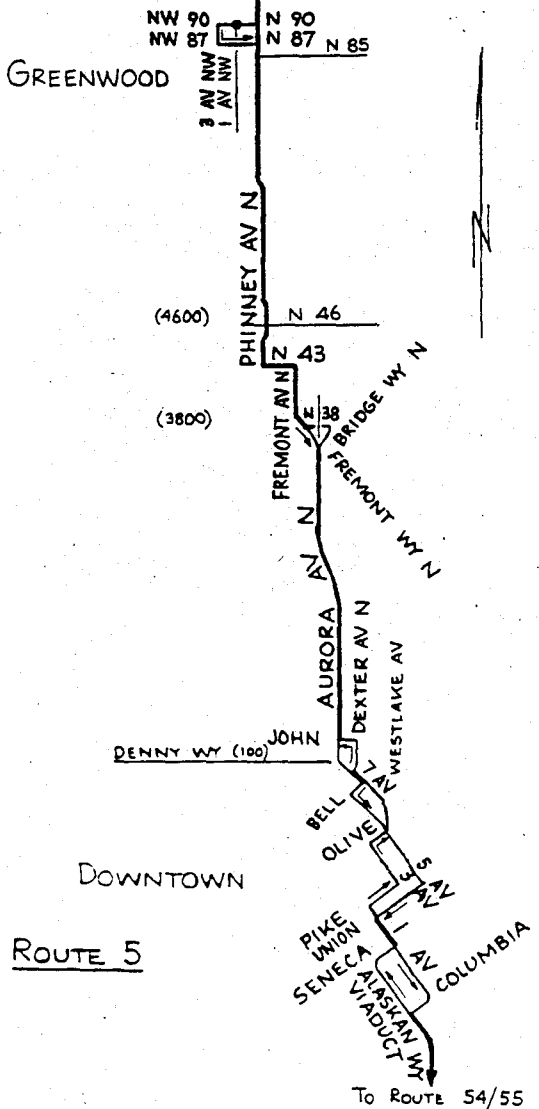 NW 90 N 90
NW 87 N 87
N 85
GREENWOOD
3 AV NW
1 AV NW
PHINNEY AV N
N
(4600)
N 46
N 43
FREMONT AV N
(3800)
N 38
BRIDGE WY N
FREMONT WY N
AURORA AV N
DEXTER AV N
WESTLAKE AV
JOHN
DENNY WY (100)
7 AV
BELL
OLIVE
5 AV
3 AV
DOWNTOWN
PIKE
UNION
1 AV
SENECA
COLUMBIA
ALASKAN WY
VIADUCT
ROUTE 5
TO ROUTE 54/55